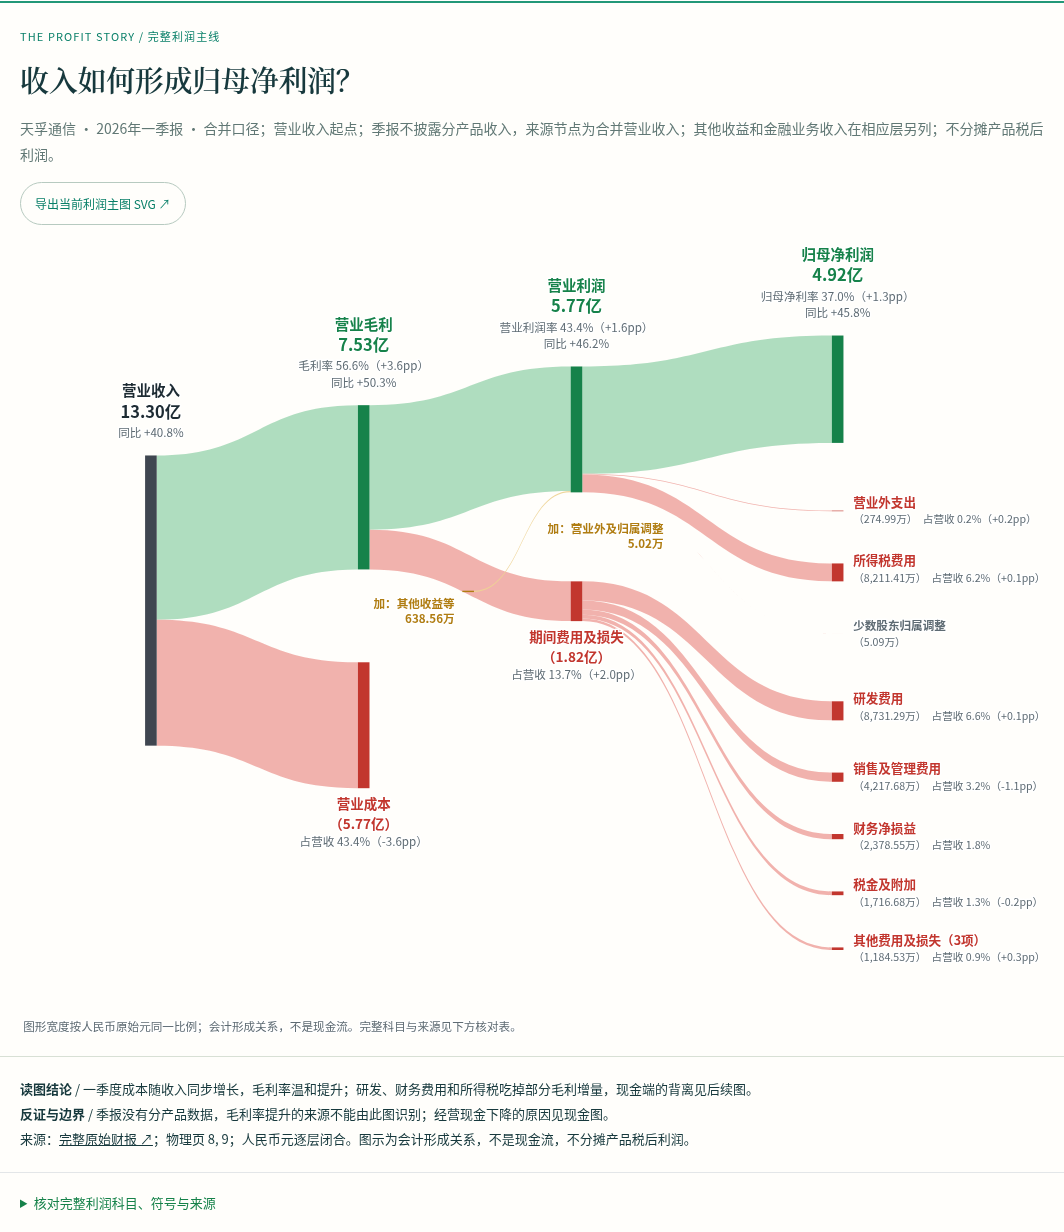 THE PROFIT STORY / 完整利润主线
收入如何形成归母净利润？
天孚通信 · 2026年一季报 · 合并口径；营业收入起点；季报不披露分产品收入，来源节点为合并营业收入；其他收益和金融业务收入在相应层另列；不分摊产品税后
利润。
导出当前利润主图 SVG ↗
归母净利润
4.92亿
归母净利率 37.0%（+1.3pp）
同比 +45.8%
营业利润
5.77亿
营业利润率 43.4%（+1.6pp）
同比 +46.2%
营业毛利
7.53亿
毛利率 56.6%（+3.6pp）
同比 +50.3%
营业收入
13.30亿
同比 +40.8%
营业外支出
（274.99万） 占营收 0.2%（+0.2pp）
加：营业外及归属调整
5.02万
所得税费用
（8,211.41万） 占营收 6.2%（+0.1pp）
加：其他收益等
638.56万
少数股东归属调整
（5.09万）
期间费用及损失
（1.82亿）
占营收 13.7%（+2.0pp）
研发费用
（8,731.29万） 占营收 6.6%（+0.1pp）
销售及管理费用
（4,217.68万） 占营收 3.2%（-1.1pp）
营业成本
（5.77亿）
占营收 43.4%（-3.6pp）
财务净损益
（2,378.55万） 占营收 1.8%
税金及附加
（1,716.68万） 占营收 1.3%（-0.2pp）
其他费用及损失（3项）
（1,184.53万） 占营收 0.9%（+0.3pp）
图形宽度按人民币原始元同一比例；会计形成关系，不是现金流。完整科目与来源见下方核对表。
读图结论 / 一季度成本随收入同步增长，毛利率温和提升；研发、财务费用和所得税吃掉部分毛利增量，现金端的背离见后续图。
反证与边界 / 季报没有分产品数据，毛利率提升的来源不能由此图识别；经营现金下降的原因见现金图。
来源：完整原始财报 ↗；物理页 8, 9；人民币元逐层闭合。图示为会计形成关系，不是现金流，不分摊产品税后利润。
▶ 核对完整利润科目、符号与来源